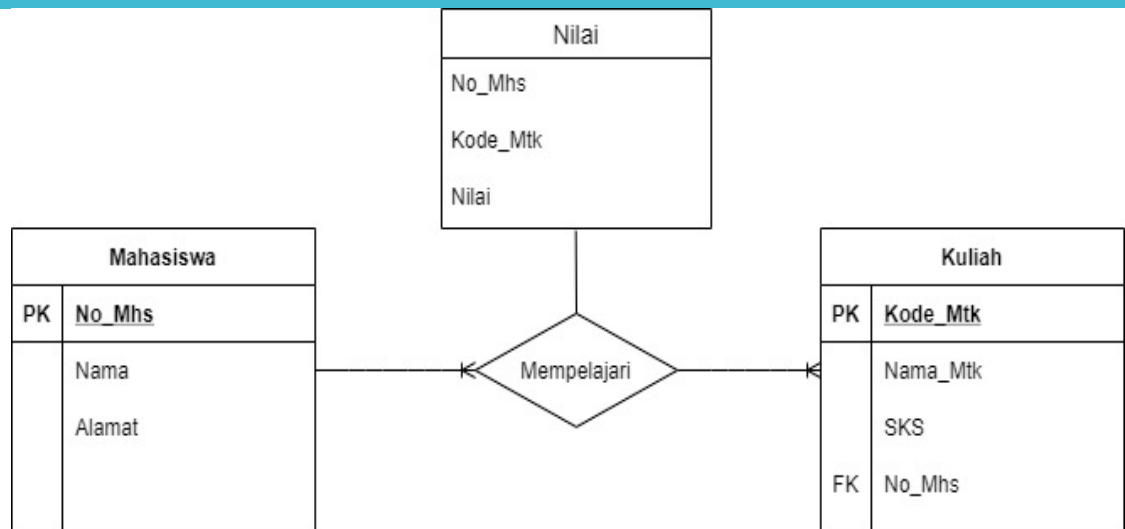 Nilai
No_Mhs
Kode_Mtk
Nilai
Mahasiswa
PK No_Mhs
Nama
Alamat
Mempelajari
Kuliah
PK Kode_Mtk
Nama_Mtk
SKS
FK No_Mhs